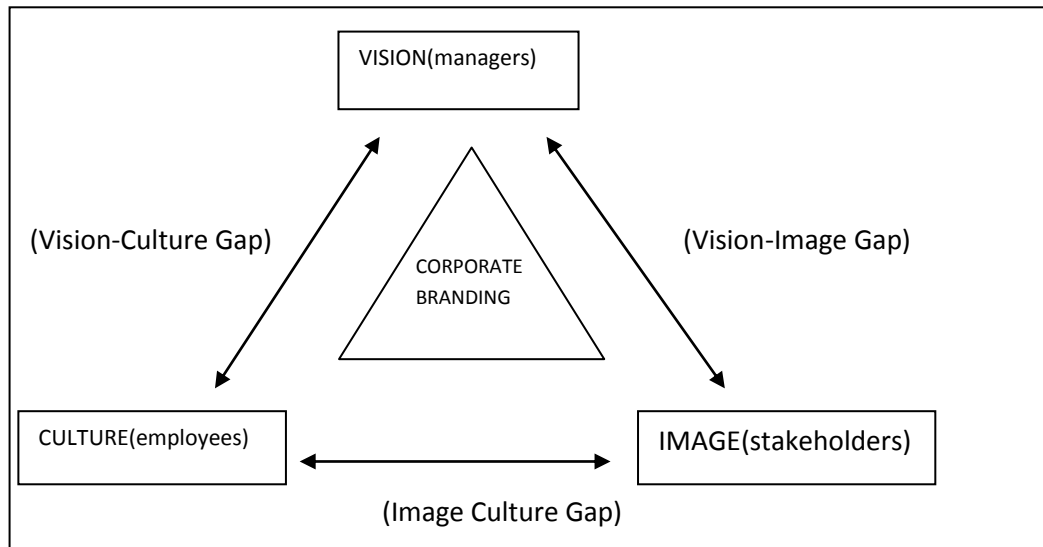 VISION(managers)
(Vision-Culture Gap)
(Vision-Image Gap)
CORPORATE
BRANDING
CULTURE(employees)
IMAGE(stakeholders)
(Image Culture Gap)